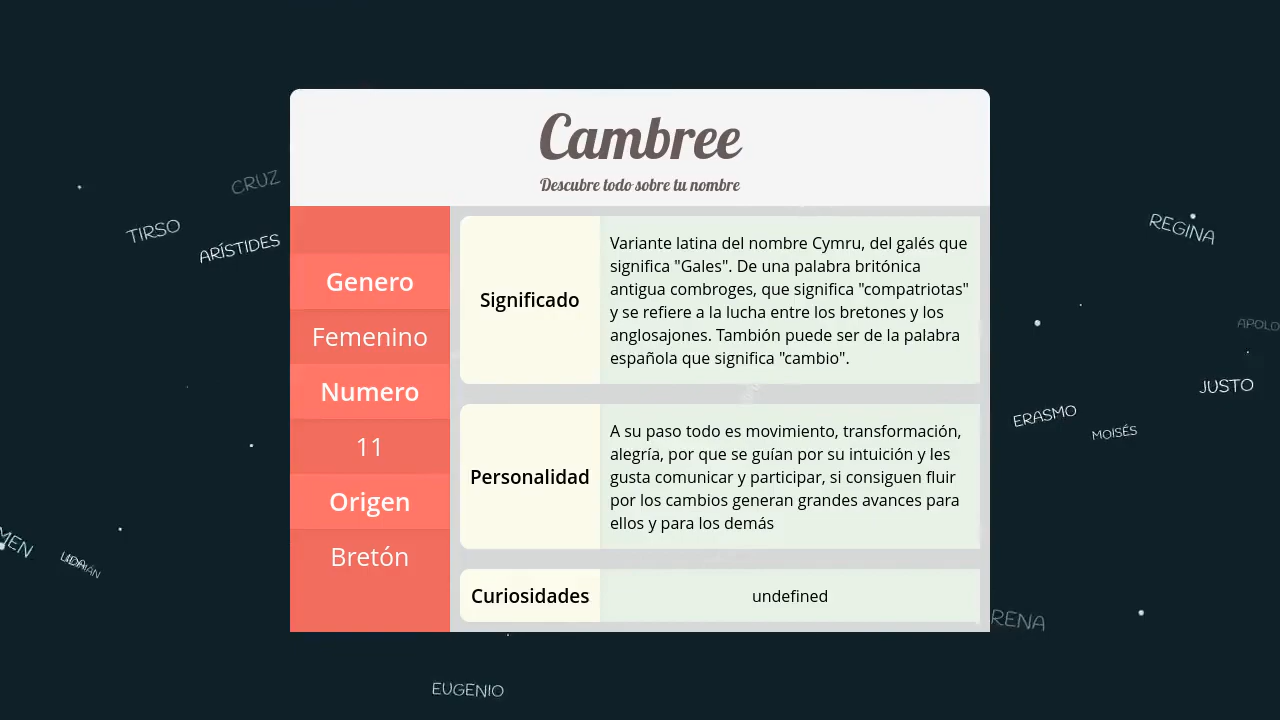 Cambree
Descubre todo sobre tu nombre
CRUZ
TIRSO
ARÍSTIDES
REGINA
Genero
Femenino
Numero
11
Origen
Bretón
Significado
Variante latina del nombre Cymru, del galés que
significa "Gales". De una palabra britónica
antigua combroges, que significa "compatriotas"
y se refiere a la lucha entre los bretones y los
anglosajones. También puede ser de la palabra
española que significa "cambio".
Personalidad
A su paso todo es movimiento, transformación,
alegría, por que se guían por su intuición y les
gusta comunicar y participar, si consiguen fluir
por los cambios generan grandes avances para
ellos y para los demás
Curiosidades
undefined
APOLO
JUSTO
ERASMO
MOISÉS
MEN
RENA
EUGENIO